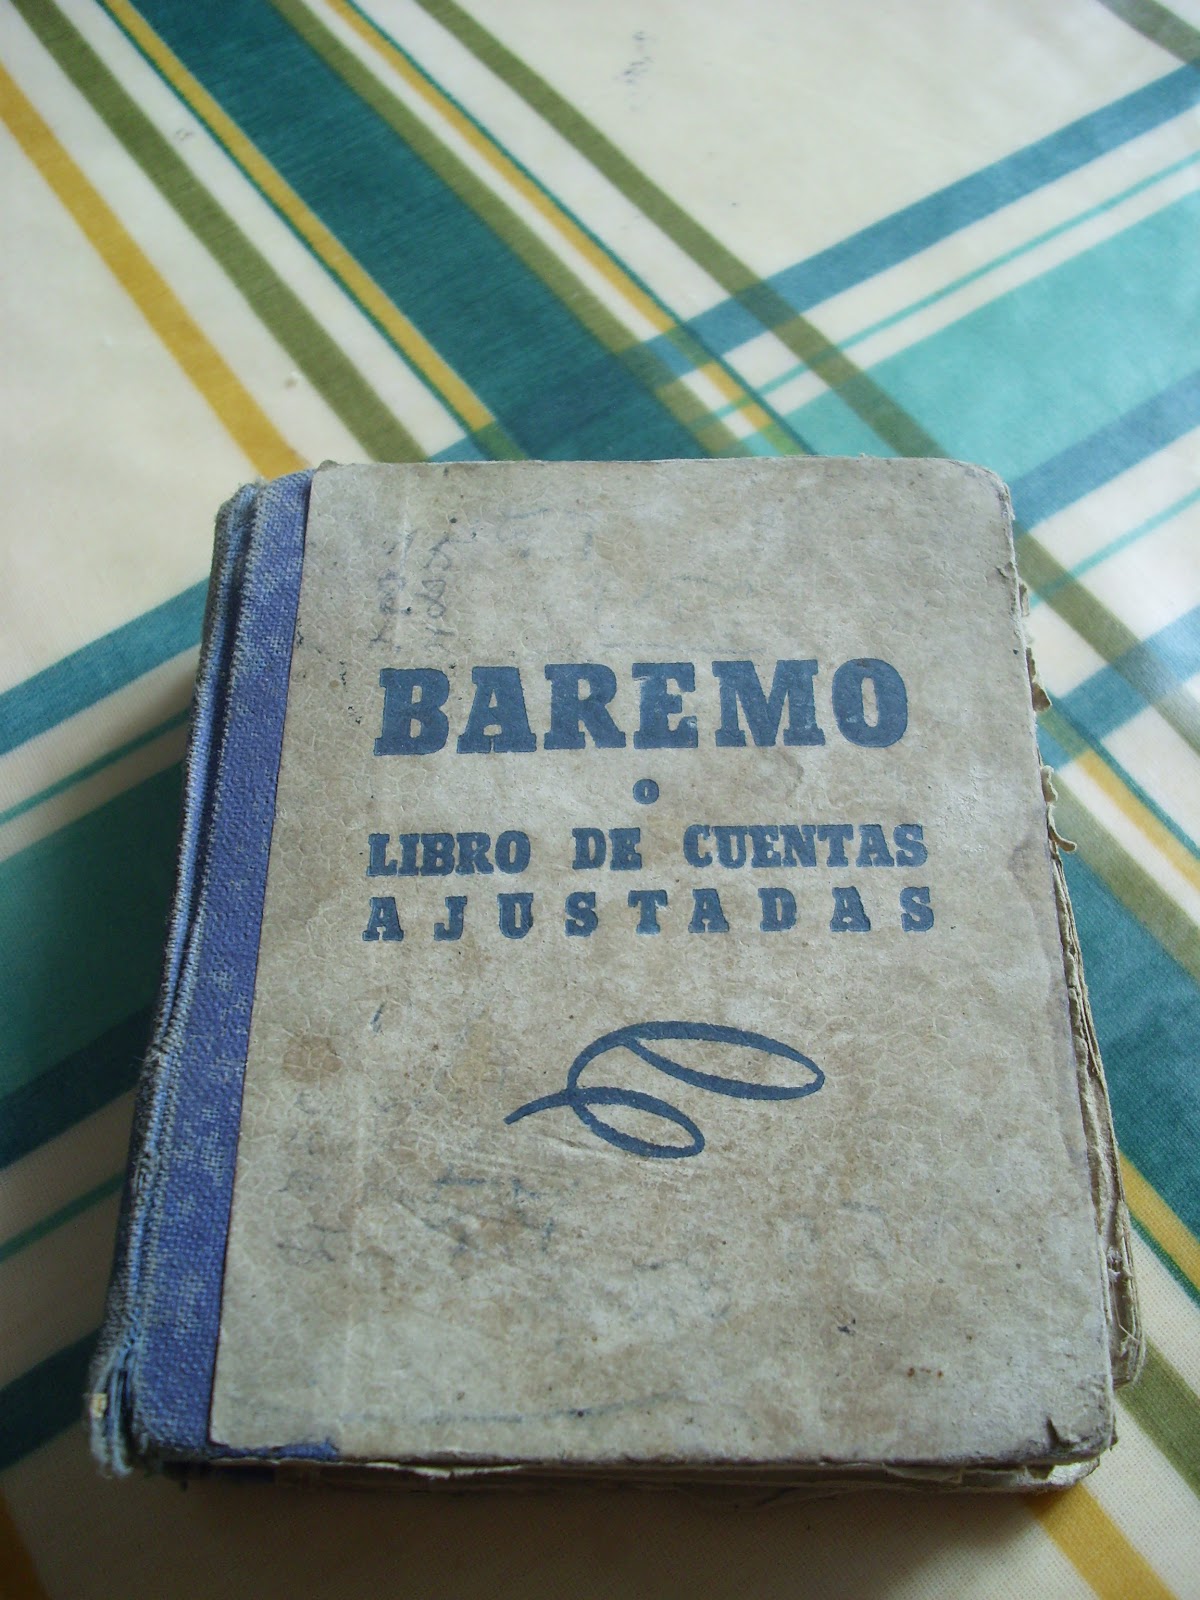 BAREMO
o
LIBRO DE CUENTAS
AJUSTADAS